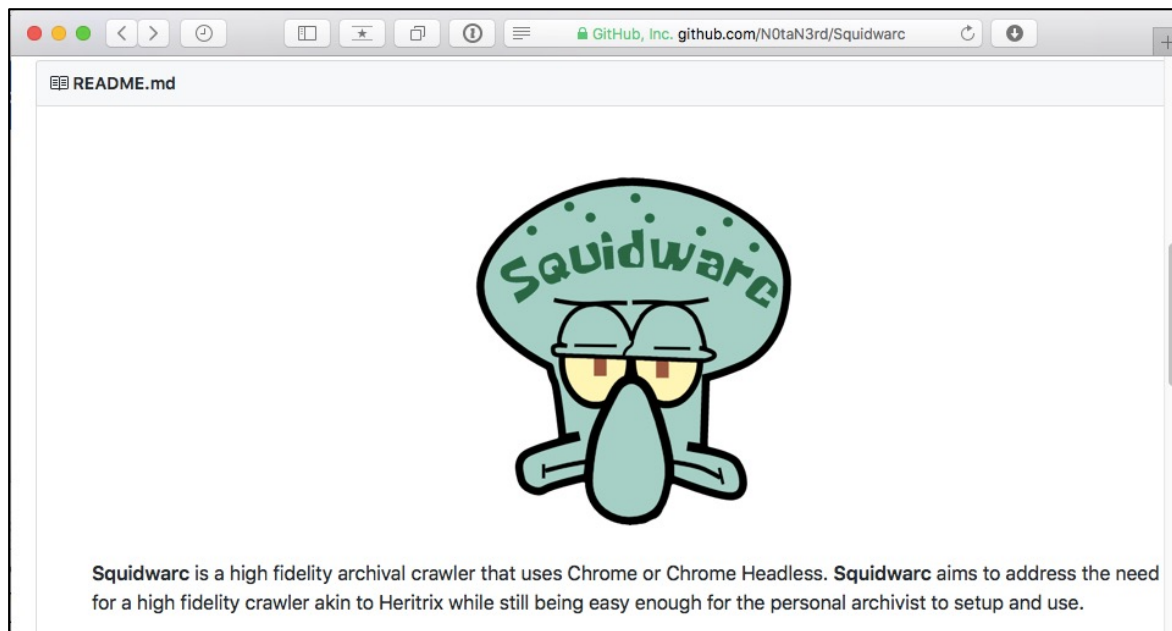 GitHub, Inc. github.com/N0taN3rd/Squidwarc
README.md
Squidwarc
Squidwarc is a high fidelity archival crawler that uses Chrome or Chrome Headless. Squidwarc aims to address the need
for a high fidelity crawler akin to Heritrix while still being easy enough for the personal archivist to setup and use.